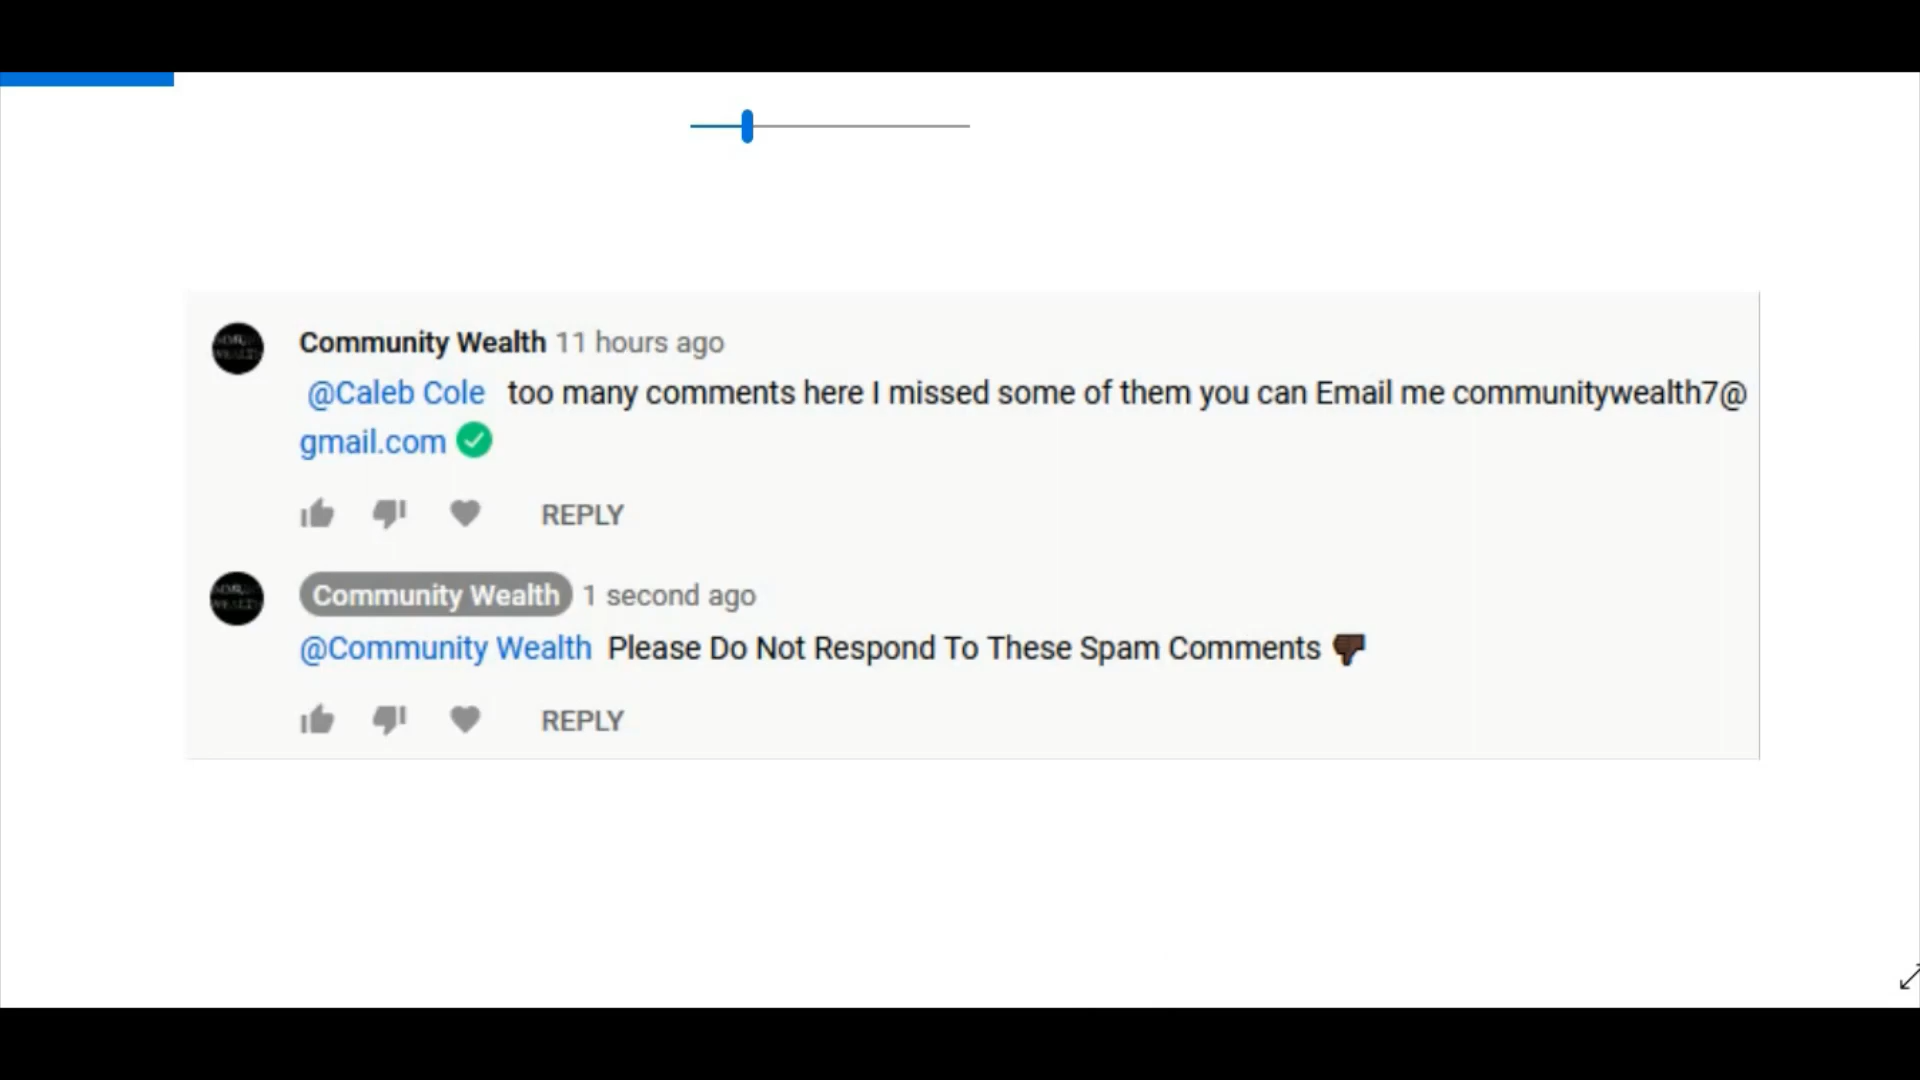 Community Wealth 11 hours ago
@Caleb Cole too many comments here I missed some of them you can Email me communitywealth7@
gmail.com
REPLY
Community Wealth 1 second ago
@Community Wealth Please Do Not Respond To These Spam Comments
REPLY